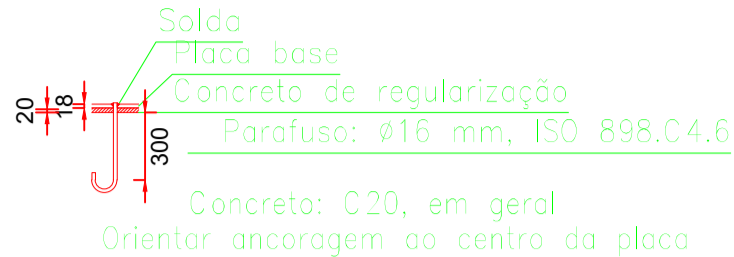 Solda
Placa base
Concreto de regularização
Parafuso: Ø16 mm, ISO 898.C4.6
20
18
300
Concreto: C20, em geral
Orientar ancoragem ao centro da placa